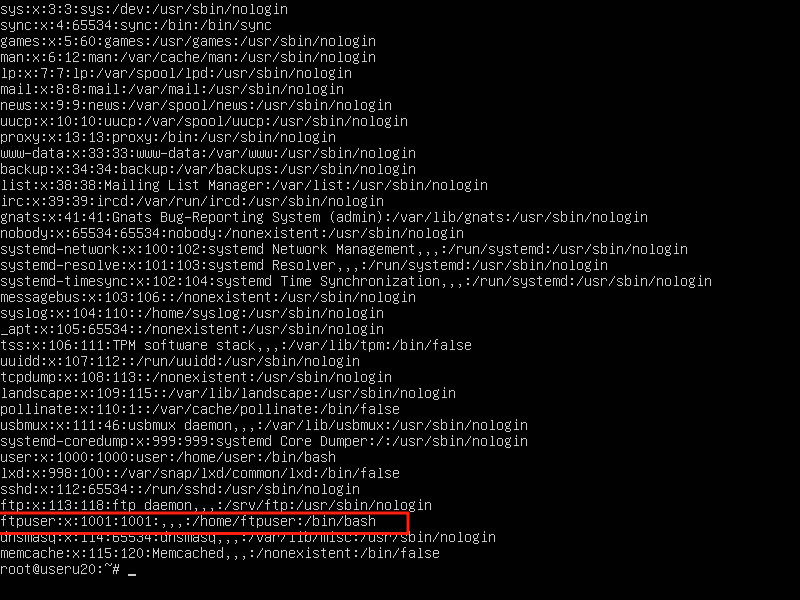 sys:x:3:3:sys:/dev:/usr/sbin/nologin
sync:x:4:65534:sync:/bin:/bin/sync
games:x:5:60:games:/usr/games:/usr/sbin/nologin
man:x:6:12:man:/var/cache/man:/usr/sbin/nologin
lp:x:7:7:lp:/var/spool/lpd:/usr/sbin/nologin
mail:x:8:8:mail:/var/mail:/usr/sbin/nologin
news:x:9:9:news:/var/spool/news:/usr/sbin/nologin
uucp:x:10:10:uucp:/var/spool/uucp:/usr/sbin/nologin
proxy:x:13:13:proxy:/bin:/usr/sbin/nologin
www-data:x:33:33:www-data:/var/www:/usr/sbin/nologin
backup:x:34:34:backup:/var/backups:/usr/sbin/nologin
list:x:38:38:Mailing List Manager:/var/list:/usr/sbin/nologin
irc:x:39:39:ircd:/var/run/ircd:/usr/sbin/nologin
gnats:x:41:41:Gnats Bug-Reporting System (admin):/var/lib/gnats:/usr/sbin/nologin
nobody:x:65534:65534:nobody:/nonexistent:/usr/sbin/nologin
systemd-network:x:100:102:systemd Network Management,,,:/run/systemd:/usr/sbin/nologin
systemd-resolve:x:101:103:systemd Resolver,,,:/run/systemd:/usr/sbin/nologin
systemd-timesync:x:102:104:systemd Time Synchronization,,,:/run/systemd:/usr/sbin/nologin
messagebus:x:103:106::/nonexistent:/usr/sbin/nologin
syslog:x:104:110::/home/syslog:/usr/sbin/nologin
_apt:x:105:65534::/nonexistent:/usr/sbin/nologin
tss:x:106:111:TPM software stack,,,:/var/lib/tpm:/bin/false
uuidd:x:107:112::/run/uuidd:/usr/sbin/nologin
tcpdump:x:108:113::/nonexistent:/usr/sbin/nologin
landscape:x:109:115::/var/lib/landscape:/usr/sbin/nologin
pollinate:x:110:1::/var/cache/pollinate:/bin/false
usbmux:x:111:46:usbmux daemon,,,:/var/lib/usbmux:/usr/sbin/nologin
systemd-coredump:x:999:999:systemd Core Dumper:/:/usr/sbin/nologin
user:x:1000:1000:user:/home/user:/bin/bash
lxd:x:998:100::/var/snap/lxd/common/lxd:/bin/false
sshd:x:112:65534::/run/sshd:/usr/sbin/nologin
ftp:x:113:118:ftp daemon,,,:/srv/ftp:/usr/sbin/nologin
ftpuser:x:1001:1001:,,,:/home/ftpuser:/bin/bash
dnsmasq:x:114:65534:dnsmasq,,,:/var/lib/misc:/usr/sbin/nologin
memcache:x:115:120:Memcached,,,:/nonexistent:/bin/false
root@useru20:~# _